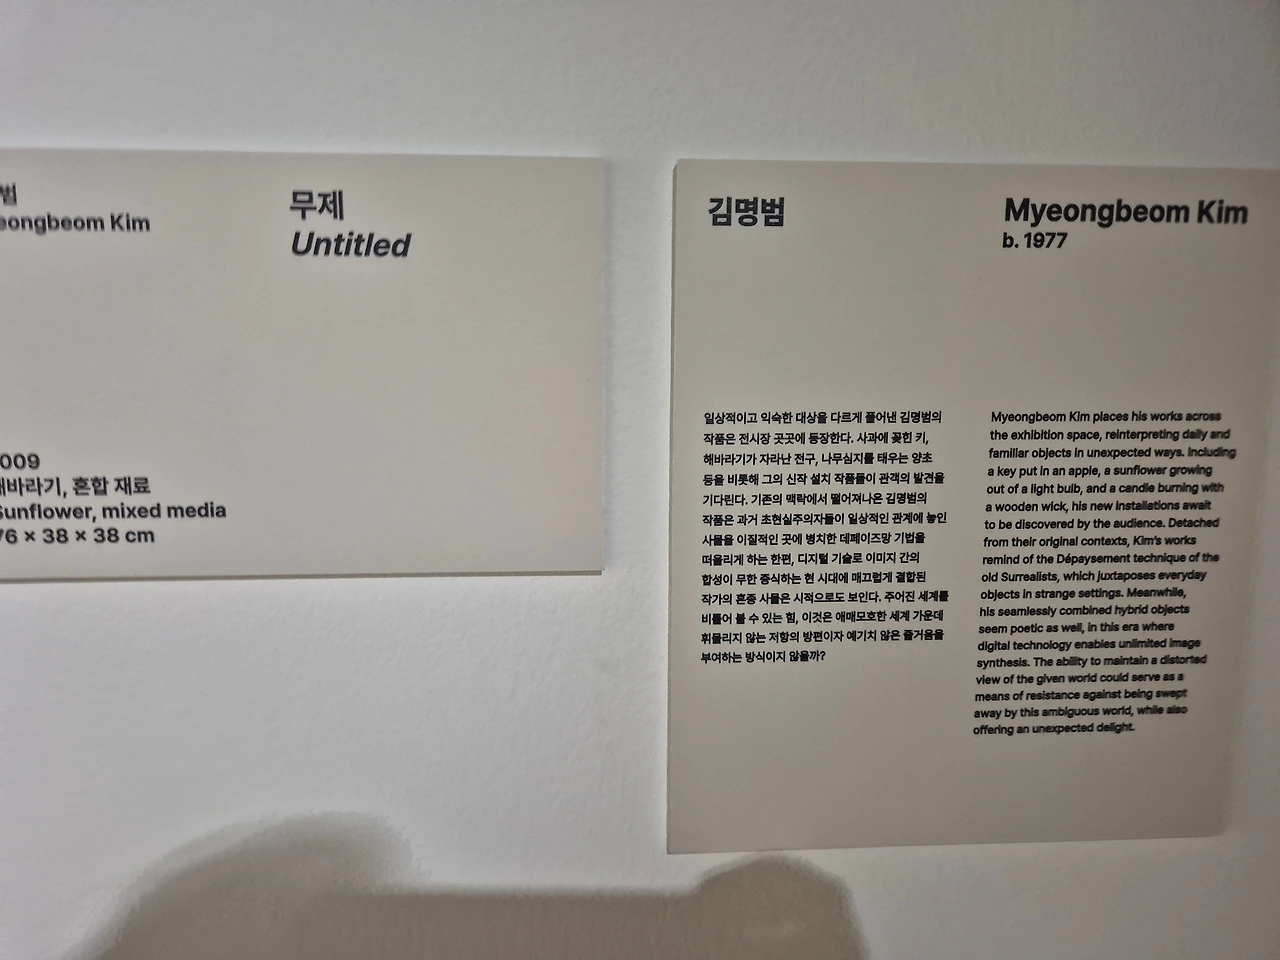 범
eongbeom Kim
무제
Untitled
009
해바라기, 혼합 재료
Sunflower, mixed media
76 × 38 × 38 cm
김명범
Myeongbeom Kim
b. 1977
일상적이고 익숙한 대상을 다르게 풀어낸 김명범의
작품은 전시장 곳곳에 등장한다. 사과에 꽂힌 키,
해바라기가 자라난 전구, 나무심지를 태우는 양초
등을 비롯해 그의 신작 설치 작품들이 관객의 발견을
기다린다. 기존의 맥락에서 떨어져나온 김명범의
작품은 과거 초현실주의자들이 일상적인 관계에 놓인
사물을 이질적인 곳에 병치한 데페이즈망 기법을
떠올리게 하는 한편, 디지털 기술로 이미지 간의
합성이 무한 증식하는 현 시대에 매끄럽게 결합된
작가의 혼종 사물은 시적으로도 보인다. 주어진 세계를
비틀어 볼 수 있는 힘, 이것은 애매모호한 세계 가운데
휘둘리지 않는 저항의 방편이자 예기치 않은 즐거움을
부여하는 방식이지 않을까?
Myeongbeom Kim places his works across
the exhibition space, reinterpreting daily and
familiar objects in unexpected ways. Including
a key put in an apple, a sunflower growing
out of a light bulb, and a candle burning with
a wooden wick, his new installations await
to be discovered by the audience. Detached
from their original contexts, Kim's works
remind of the Dépaysement technique of the
old Surrealists, which juxtaposes everyday
objects in strange settings. Meanwhile,
his seamlessly combined hybrid objects
seem poetic as well, in this era where
digital technology enables unlimited image
synthesis. The ability to maintain a distorted
view of the given world could serve as a
means of resistance against being swept
away by this ambiguous world, while also
offering an unexpected delight.